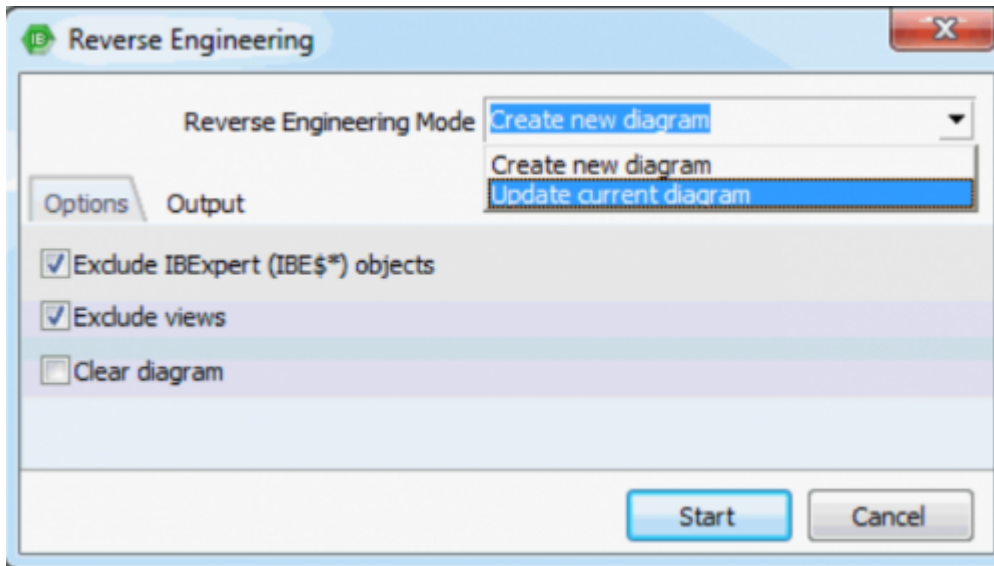 IE Reverse Engineering X
Reverse Engineering Mode Create new diagram
Create new diagram
Update current diagram
Options Output
Exclude IBExpert (IBE$*) objects
Exclude views
Clear diagram
Start Cancel